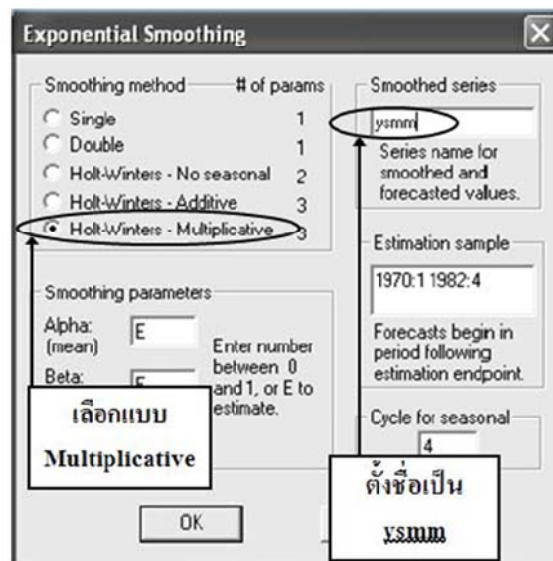 Exponential Smoothing
Smoothing method # of params
Single 1
Double 1
Holt-Winters - No seasonal 2
Holt-Winters - Additive 3
Holt-Winters - Multiplicative 3
Smoothing parameters
Alpha: (mean) E
Beta: E
Enter number between 0 and 1, or E to estimate.
เลือกแบบ
Multiplicative
OK
Smoothed series
ysmm
Series name for
smoothed and
forecasted values.
Estimation sample
1970:1 1982:4
Forecasts begin in
period following
estimation endpoint.
Cycle for seasonal
4
ตั้งชื่อเป็น
ysmm